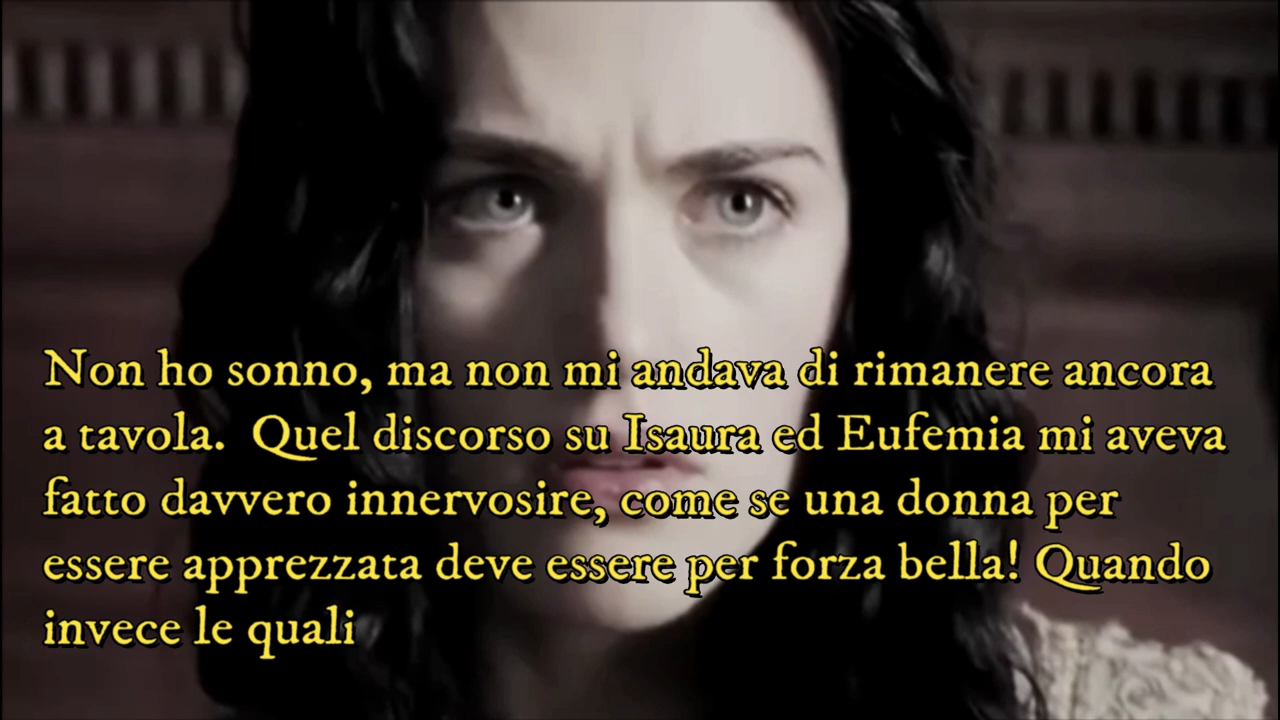 Non ho sonno, ma non mi andava di rimanere ancora
a tavola.  Quel discorso su Isaura ed Eufemia mi aveva
fatto davvero innervosire, come se una donna per
essere apprezzata deve essere per forza bella! Quando
invece le quali